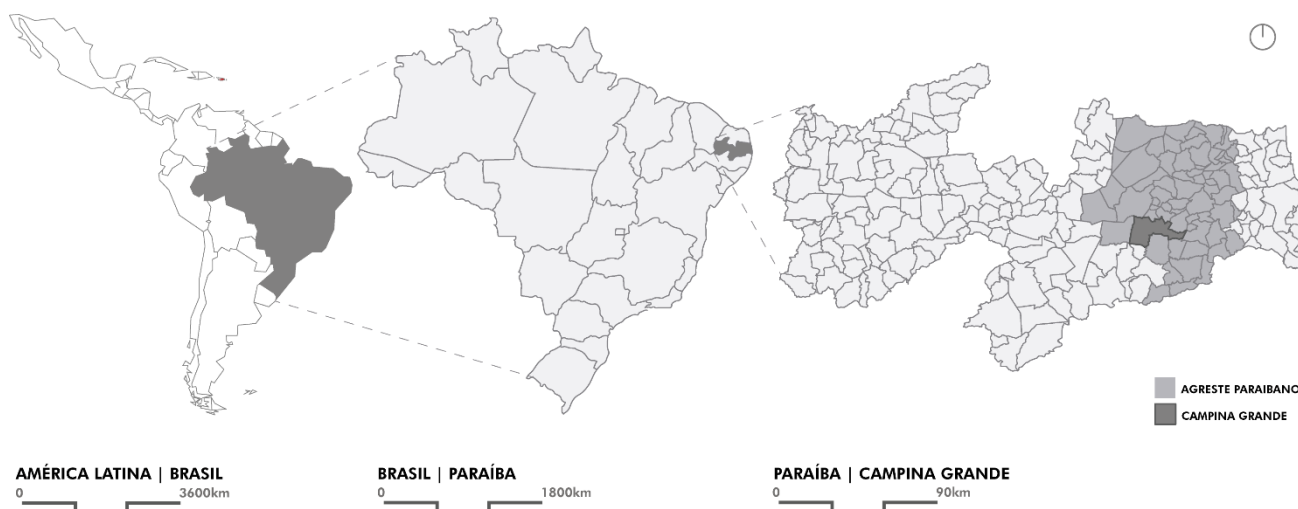 AGRESTE PARAIBANO
CAMPINA GRANDE
AMÉRICA LATINA | BRASIL
0 3600km
BRASIL | PARAÍBA
0 1800km
PARAÍBA | CAMPINA GRANDE
0 90km